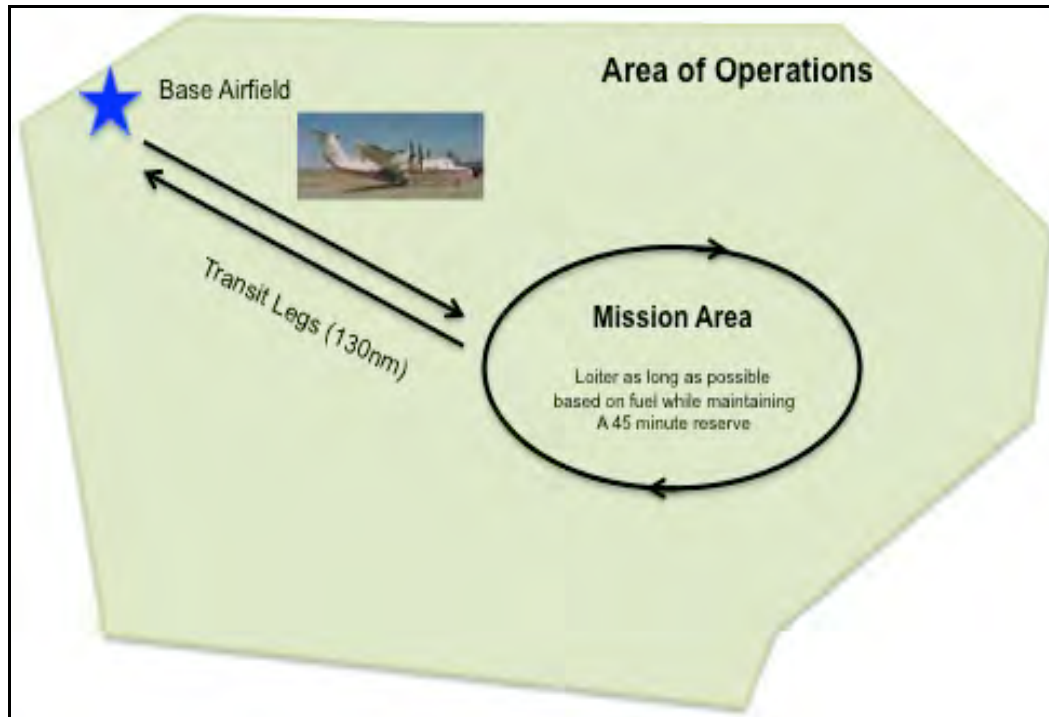 Area of Operations
Base Airfield
Transit Legs (130nm)
Mission Area
Loiter as long as possible
based on fuel while maintaining
A 45 minute reserve